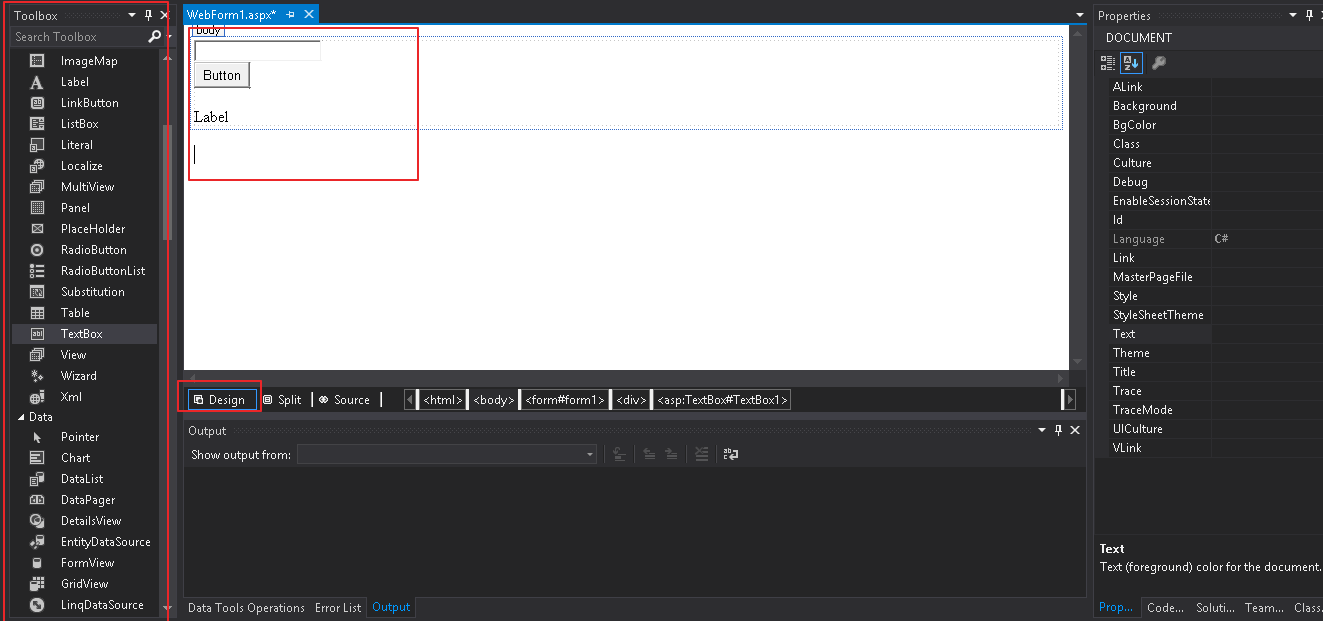 Toolbox
Search Toolbox
ImageMap
Label
LinkButton
ListBox
Literal
Localize
MultiView
Panel
PlaceHolder
RadioButton
RadioButtonList
Substitution
Table
TextBox
View
Wizard
Xml
Data
Pointer
Chart
DataList
DataPager
DetailsView
EntityDataSource
FormView
GridView
LinqDataSource
WebForm1.aspx*
body
Button
Label
Design Split Source <html> <body> <form#form1> <div> <asp:TextBox#TextBox1>
Output
Show output from:
Data Tools Operations Error List Output
Properties
DOCUMENT
ALink
Background
BgColor
Class
Culture
Debug
EnableSessionState
Id
Language C#
Link
MasterPageFile
Style
StyleSheetTheme
Text
Theme
Title
Trace
TraceMode
UICulture
VLink
Text
Text (foreground) color for the document.
Prop... Code... Soluti... Team... Class